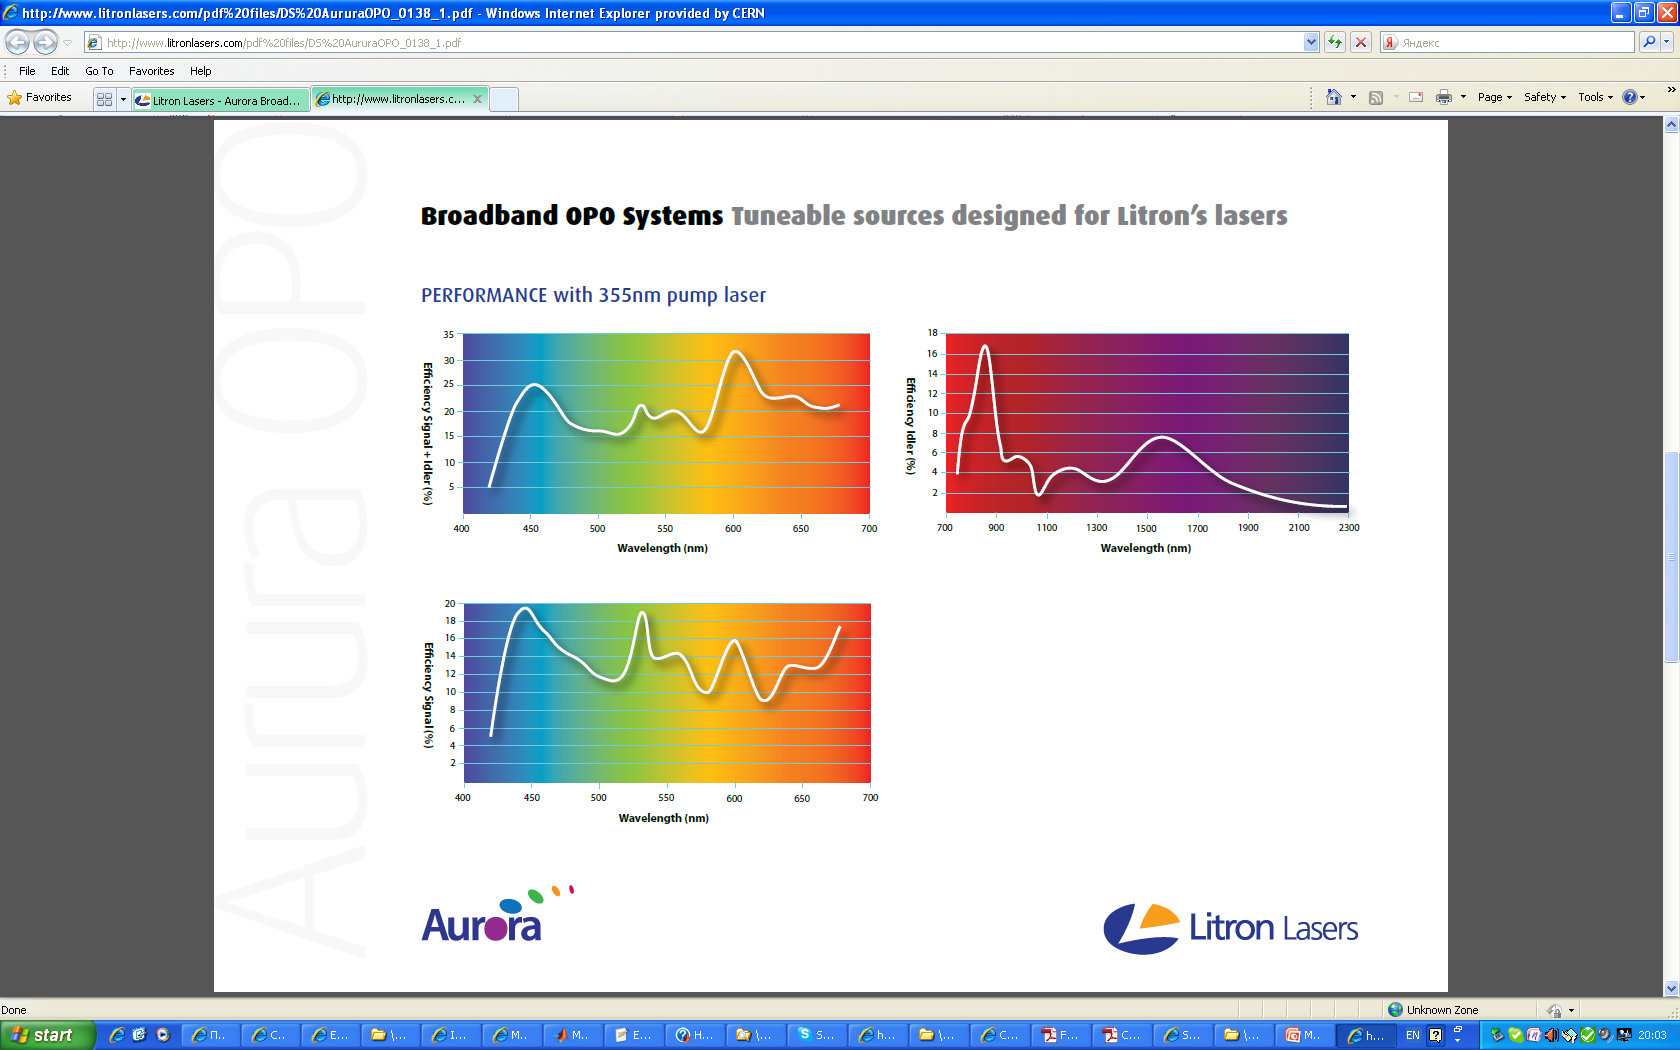 http://www.litronlasers.com/pdf%20files/DS%20AururaOPO_0138_1.pdf - Windows Internet Explorer provided by CERN
http://www.litronlasers.com/pdf%20files/DS%20AururaOPO_0138_1.pdf
Яндекс
File Edit Go To Favorites Help
Favorites
Litron Lasers - Aurora Broad...
http://www.litronlasers.c...
Page Safety Tools
Aurura OPO
Broadband OPO Systems Tuneable sources designed for Litron's lasers
PERFORMANCE with 355nm pump laser
Efficiency Signal + Idler (%)
35
30
25
20
15
10
5
400 450 500 550 600 650 700
Wavelength (nm)
Efficiency Idler (%)
18
16
14
12
10
8
6
4
2
700 900 1100 1300 1500 1700 1900 2100 2300
Wavelength (nm)
Efficiency Signal (%)
20
18
16
14
12
10
8
6
4
2
400 450 500 550 600 650 700
Wavelength (nm)
Aurora
Litron Lasers
Done
Unknown Zone
start
П...
C...
E...
\...
I...
M...
M...
E...
H...
\...
S...
h...
\...
C...
F...
C...
S...
\...
M...
h...
EN
20:03